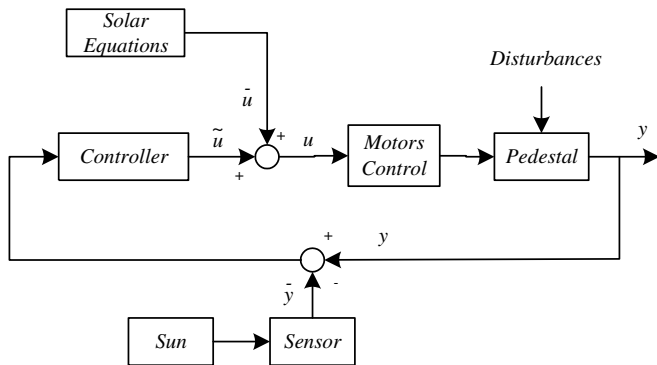 Solar
Equations
Disturbances
ū
ũ
+
u
+
Controller
Motors
Control
Pedestal
y
+
y
-
ȳ
Sun
Sensor